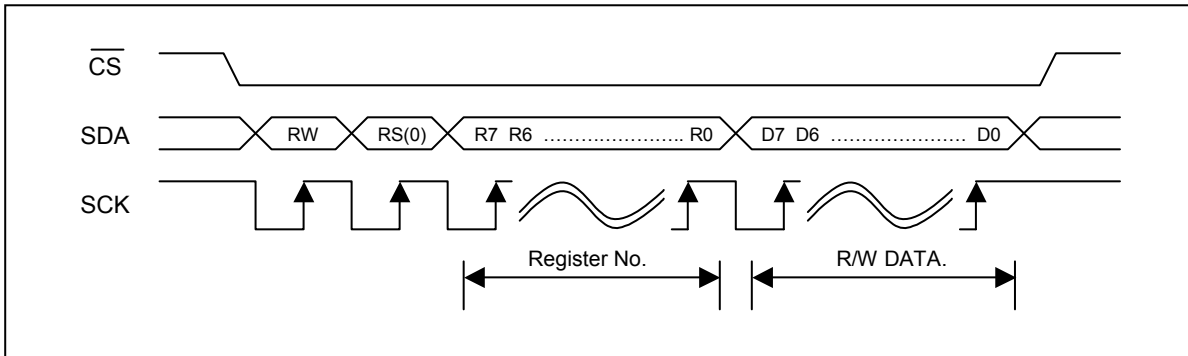 CS
SDA RW RS(0) R7 R6 ........................ R0 D7 D6 ....................... D0
SCK
Register No. R/W DATA.